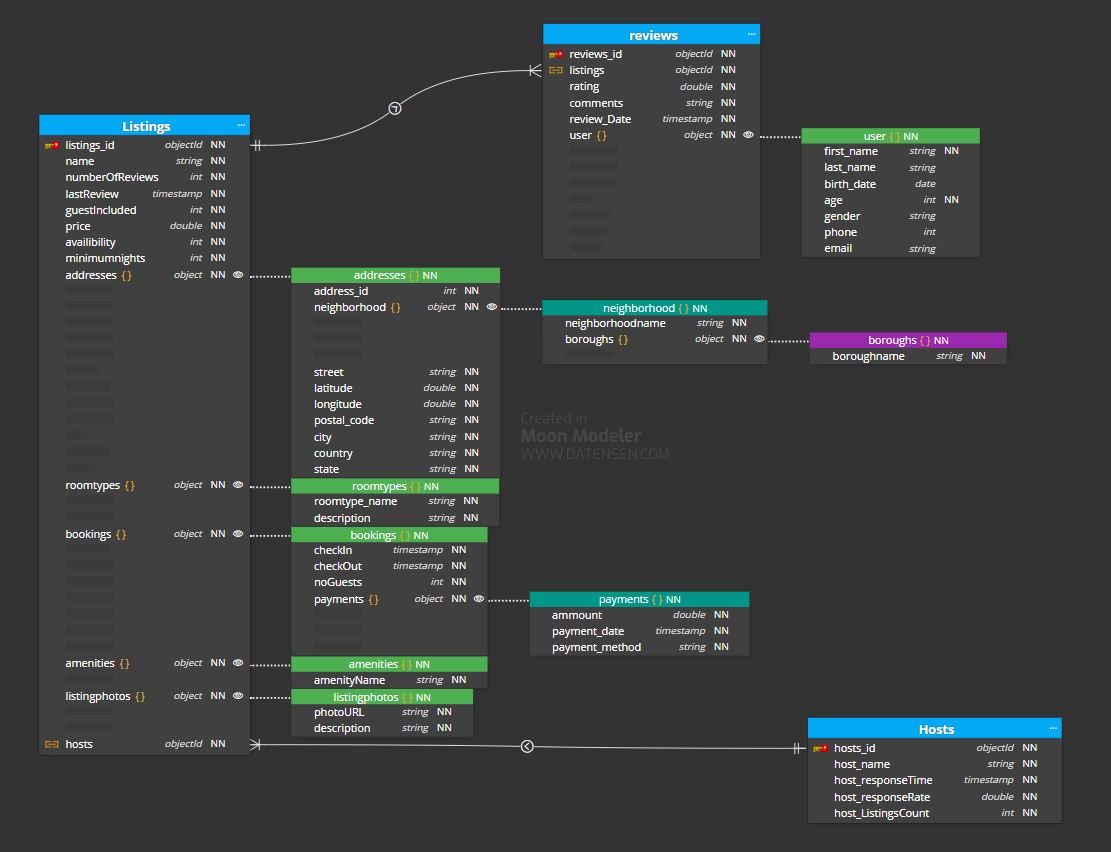 reviews ...
reviews_id objectId NN
listings objectId NN
rating double NN
comments string NN
review_Date timestamp NN
user {} object NN
user {} NN
first_name string NN
last_name string
birth_date date
age int NN
gender string
phone int
email string
Listings ...
listings_id objectId NN
name string NN
numberOfReviews int NN
lastReview timestamp NN
guestIncluded int NN
price double NN
availibility int NN
minimumnights int NN
addresses {} object NN
roomtypes {} object NN
bookings {} object NN
amenities {} object NN
listingphotos {} object NN
hosts objectId NN
addresses {} NN
address_id int NN
neighborhood {} object NN
street string NN
latitude double NN
longitude double NN
postal_code string NN
city string NN
country string NN
state string NN
neighborhood {} NN
neighborhoodname string NN
boroughs {} object NN
boroughs {} NN
boroughname string NN
Created in
Moon Modeler
WWW.DATENSEN.COM
roomtypes {} NN
roomtype_name string NN
description string NN
bookings {} NN
checkIn timestamp NN
checkOut timestamp NN
noGuests int NN
payments {} object NN
payments {} NN
ammount double NN
payment_date timestamp NN
payment_method string NN
amenities {} NN
amenityName string NN
listingphotos {} NN
photoURL string NN
description string NN
Hosts ...
hosts_id objectId NN
host_name string NN
host_responseTime timestamp NN
host_responseRate double NN
host_ListingsCount int NN